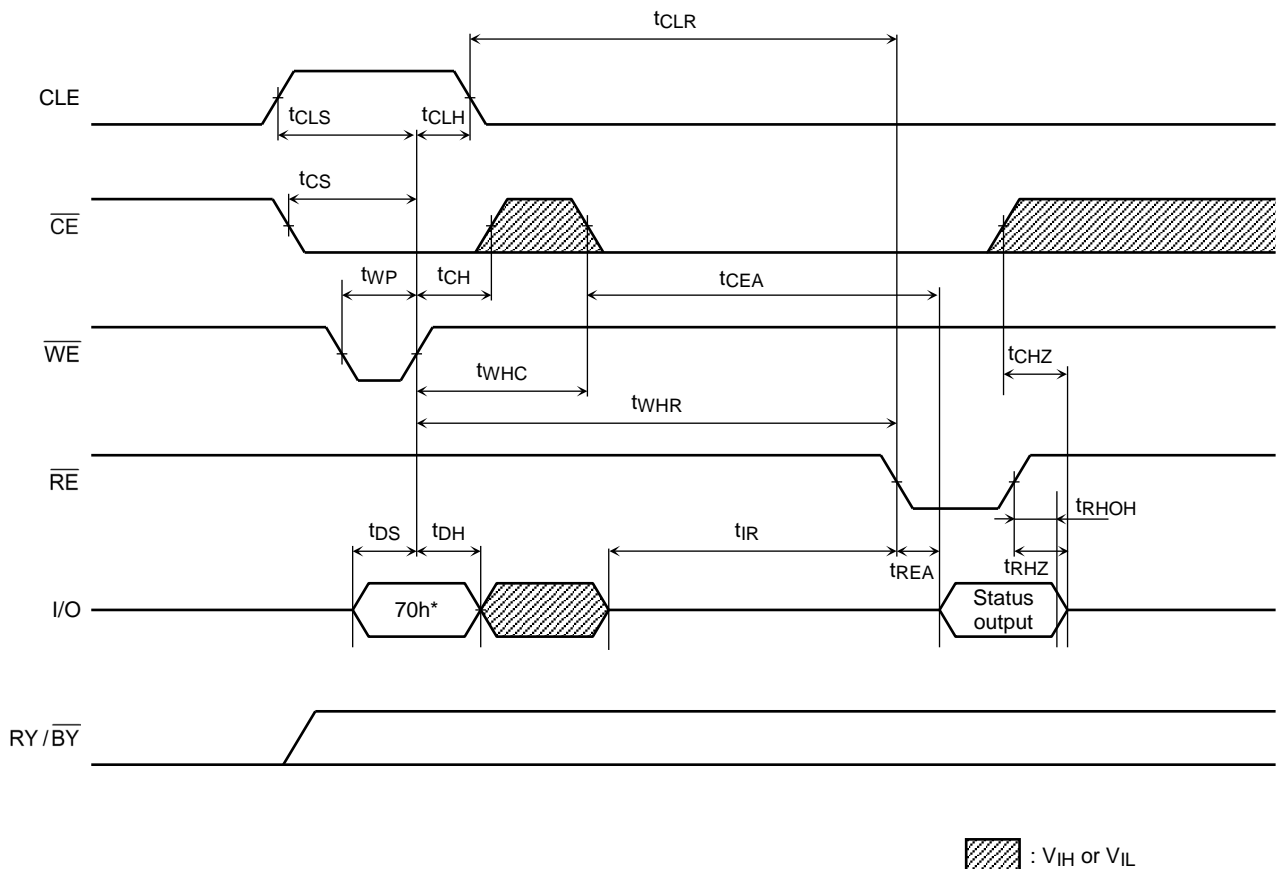 tCLR
CLE
tCLS
tCLH
tCS
CE
tWP
tCH
tCEA
WE
tCHZ
tWHC
tWHR
RE
tRHOH
tDS
tDH
tIR
tREA
tRHZ
I/O
70h*
Status
output
RY/BY
: VIH or VIL